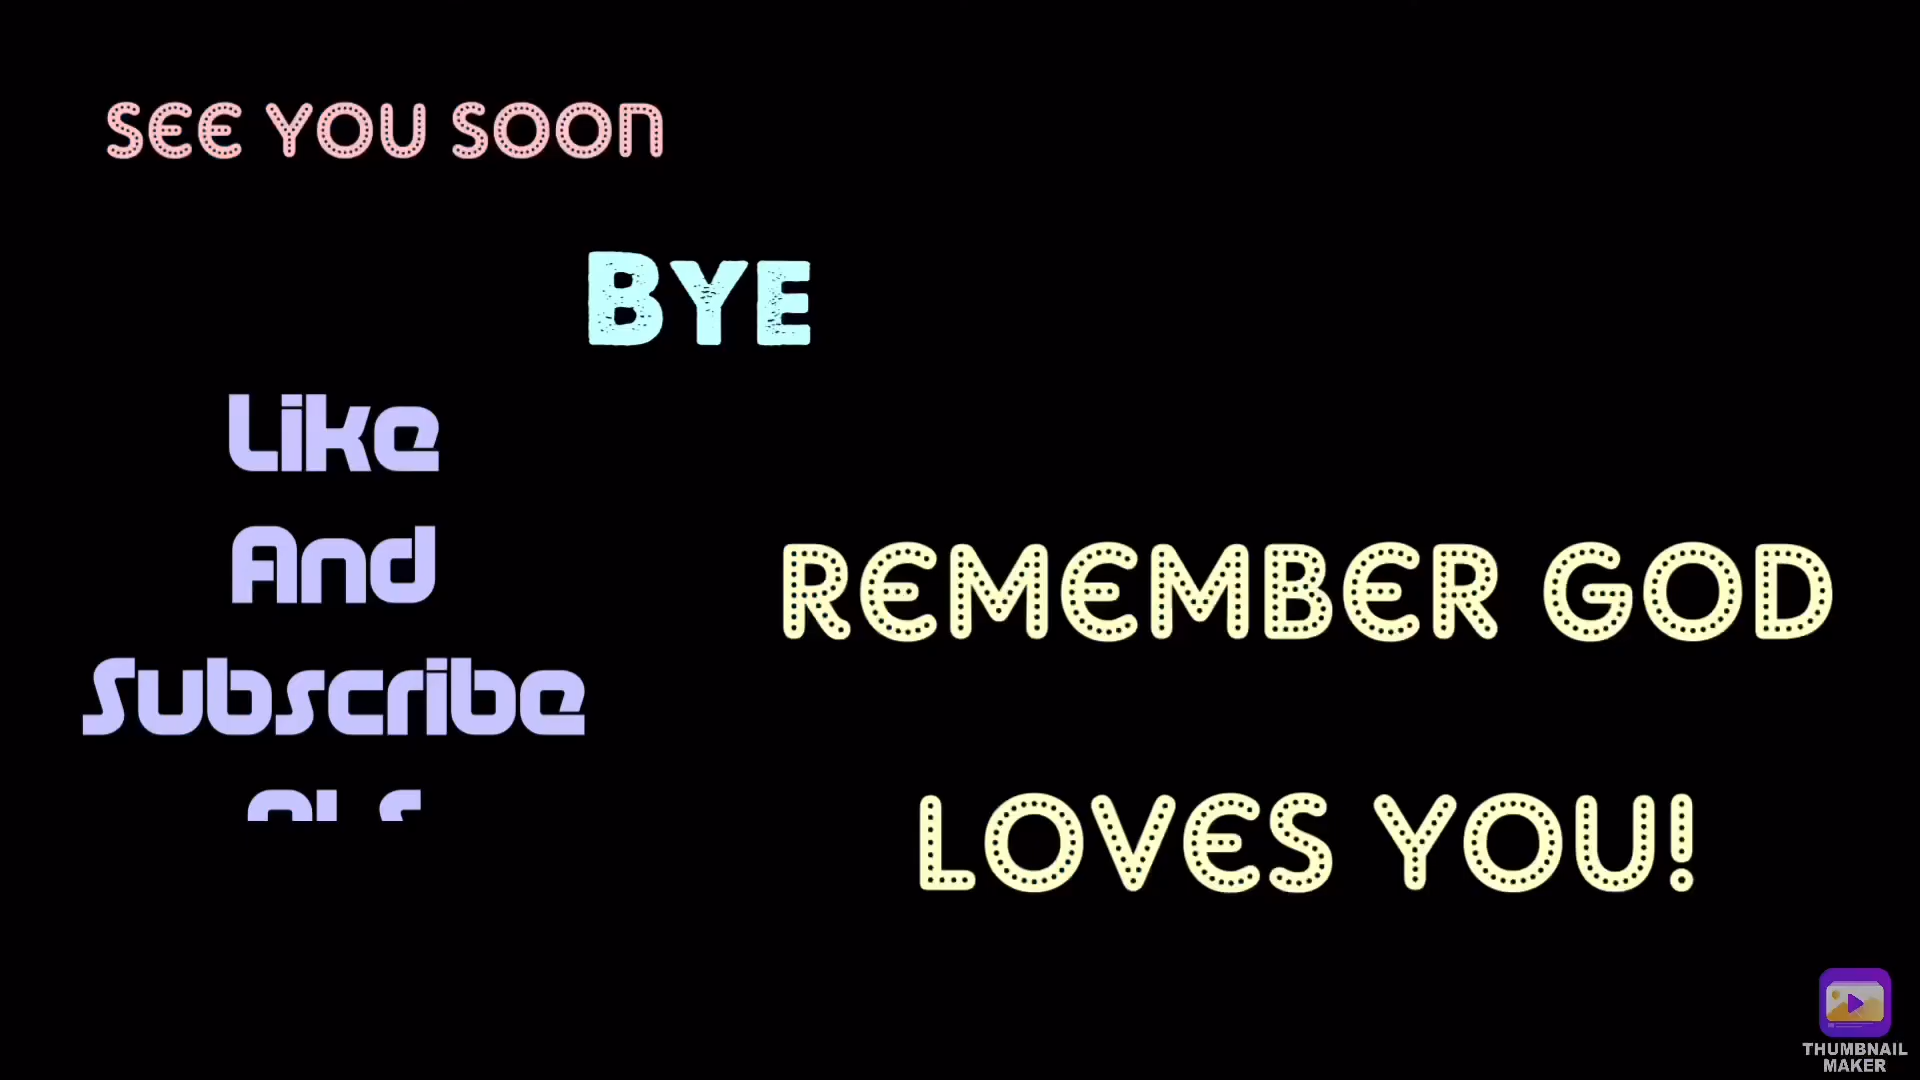 SEE YOU SOON
BYE
Like
And
Subscribe
REMEMBER GOD
LOVES YOU!
THUMBNAIL
MAKER